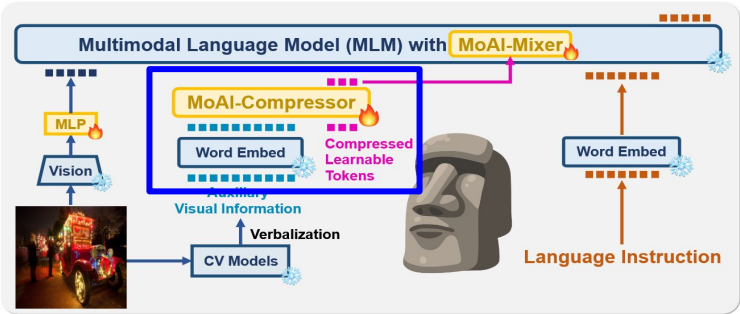 Multimodal Language Model (MLM) with MoAI-Mixer
MoAI-Compressor
MLP
Word Embed
Compressed
Learnable
Tokens
Word Embed
Vision
Auxiliary
Visual Information
Verbalization
CV Models
Language Instruction